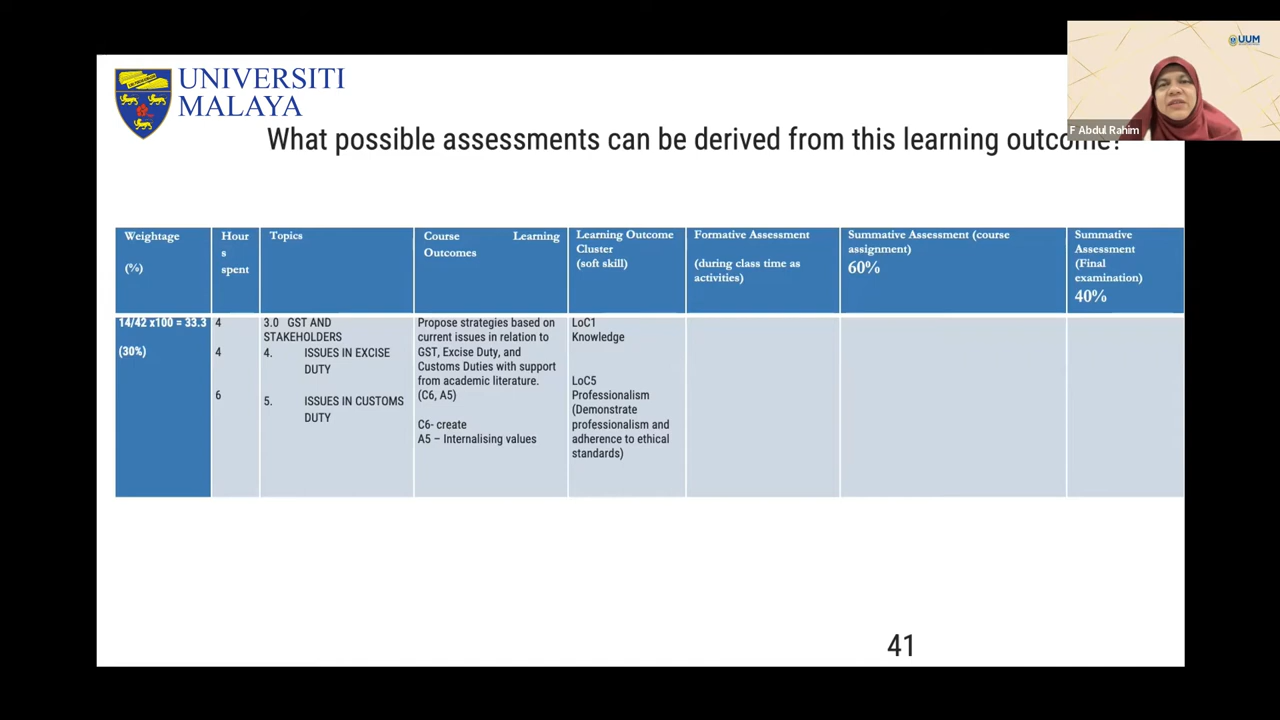 UUM
F Abdul Rahim
UNIVERSITI
MALAYA
What possible assessments can be derived from this learning outcome?
Weightage
(%)
Hour
s
spent
Topics
Course Learning
Outcomes
Learning Outcome
Cluster
(soft skill)
Formative Assessment
(during class time as
activities)
Summative Assessment (course
assignment)
60%
Summative
Assessment
(Final
examination)
40%
14/42 x100 = 33.3
(30%)
4
4
6
3.0 GST AND
STAKEHOLDERS
4. ISSUES IN EXCISE
DUTY
5. ISSUES IN CUSTOMS
DUTY
Propose strategies based on
current issues in relation to
GST, Excise Duty, and
Customs Duties with support
from academic literature.
(C6, A5)
C6- create
A5 – Internalising values
LoC1
Knowledge
LoC5
Professionalism
(Demonstrate
professionalism and
adherence to ethical
standards)
41